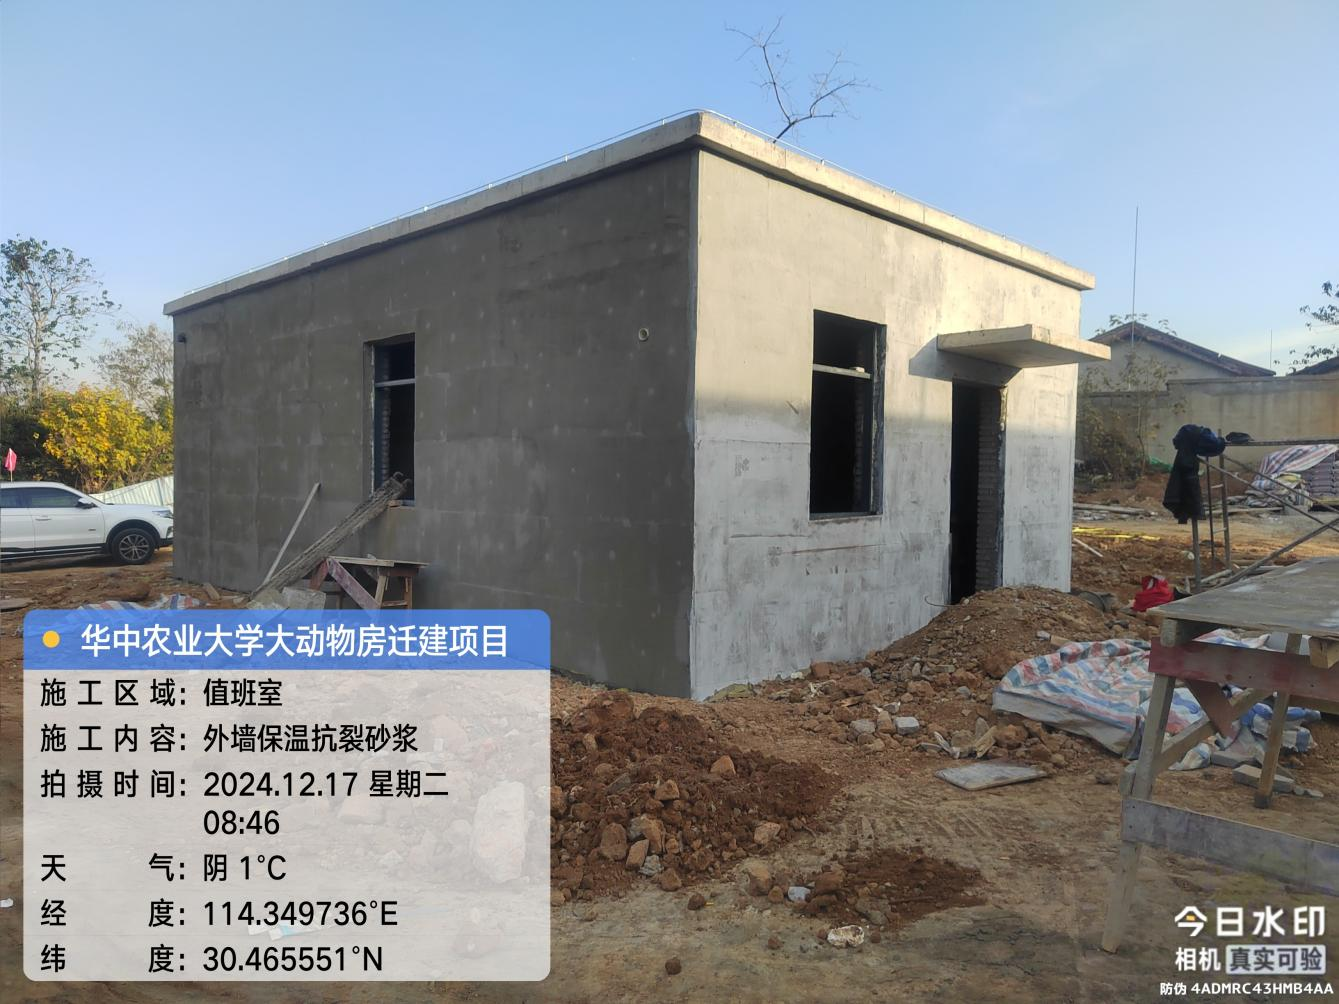 华中农业大学大动物房迁建项目
施工区域：值班室
施工内容：外墙保温抗裂砂浆
拍摄时间：2024.12.17 星期二
08:46
天气：阴 1°C
经度：114.349736°E
纬度：30.465551°N
今日水印
相机 真实可验
防伪 4ADMRC43HMB4AA